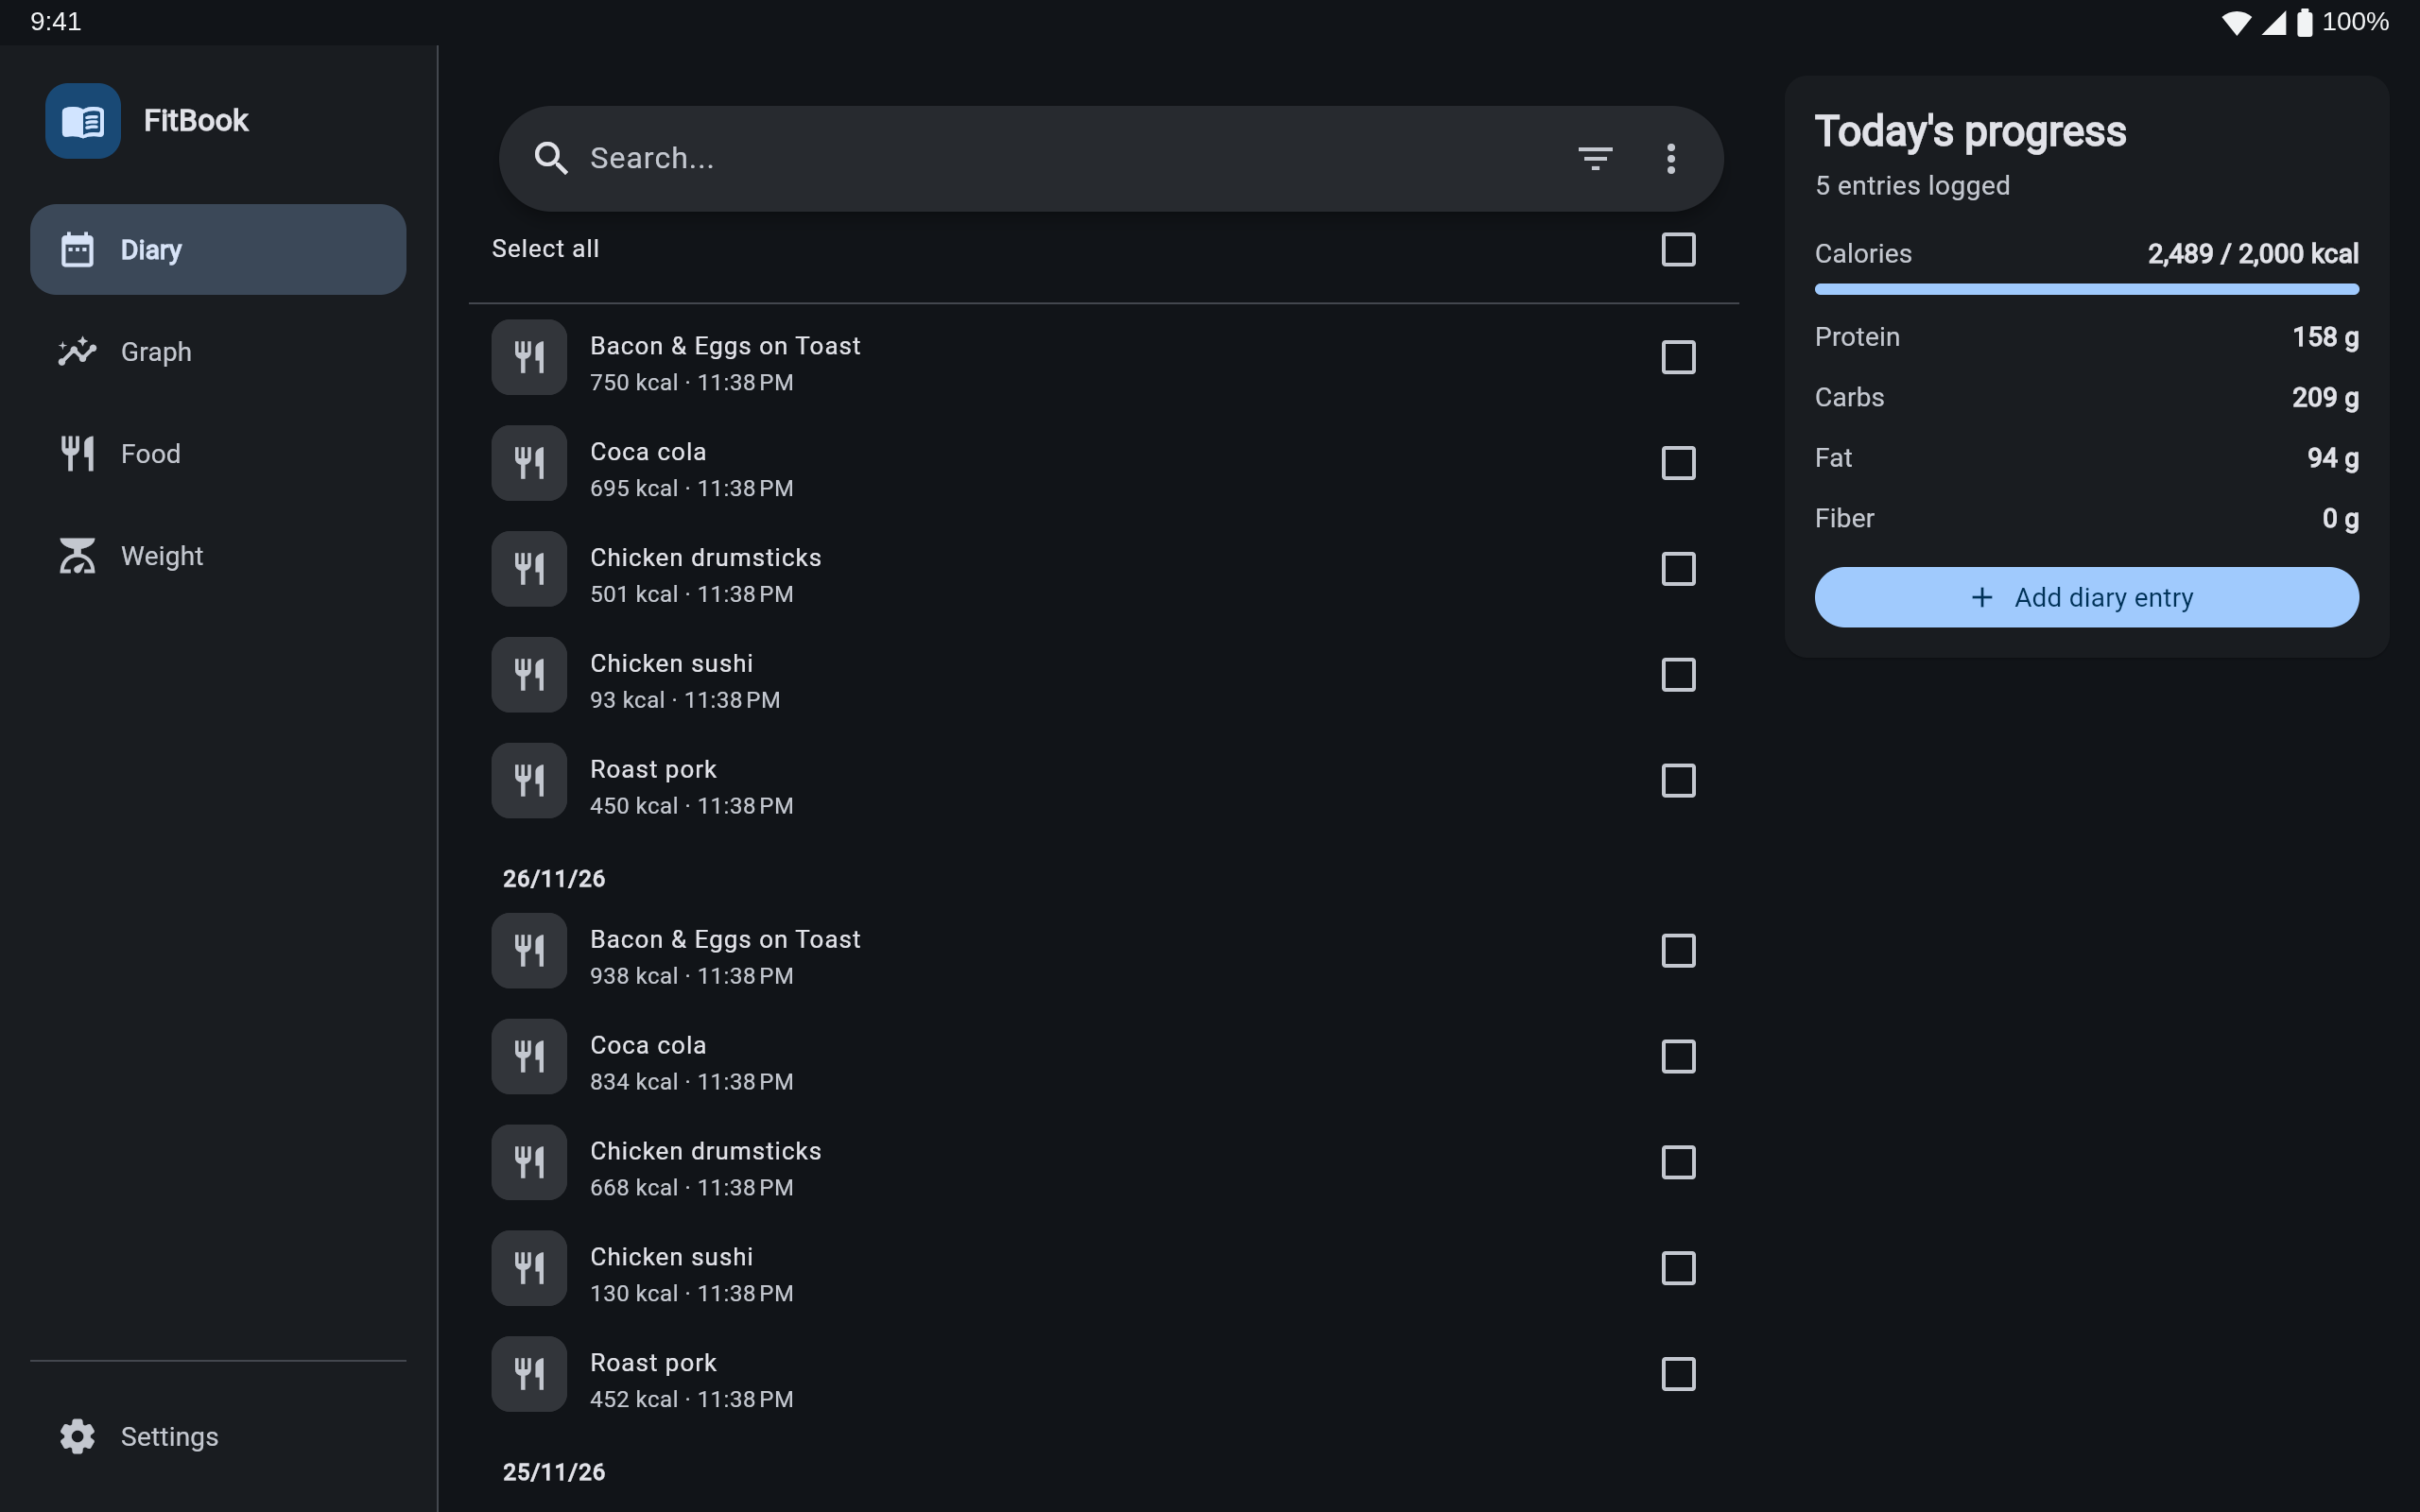 9:41
100%
FitBook
Diary
Graph
Food
Weight
Settings
Search...
Select all
Bacon & Eggs on Toast
750 kcal · 11:38 PM
Coca cola
695 kcal · 11:38 PM
Chicken drumsticks
501 kcal · 11:38 PM
Chicken sushi
93 kcal · 11:38 PM
Roast pork
450 kcal · 11:38 PM
26/11/26
Bacon & Eggs on Toast
938 kcal · 11:38 PM
Coca cola
834 kcal · 11:38 PM
Chicken drumsticks
668 kcal · 11:38 PM
Chicken sushi
130 kcal · 11:38 PM
Roast pork
452 kcal · 11:38 PM
25/11/26
Today's progress
5 entries logged
Calories 2,489 / 2,000 kcal
Protein 158 g
Carbs 209 g
Fat 94 g
Fiber 0 g
Add diary entry